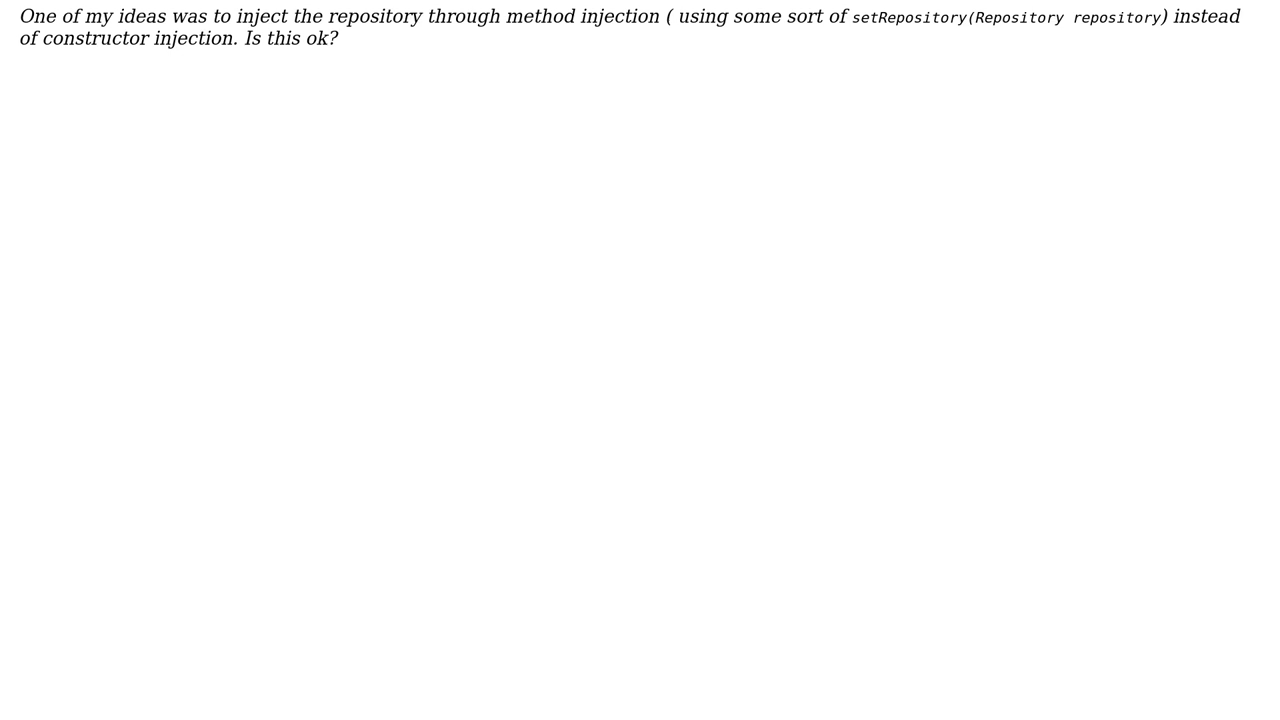 One of my ideas was to inject the repository through method injection ( using some sort of setRepository(Repository repository) instead
of constructor injection. Is this ok?